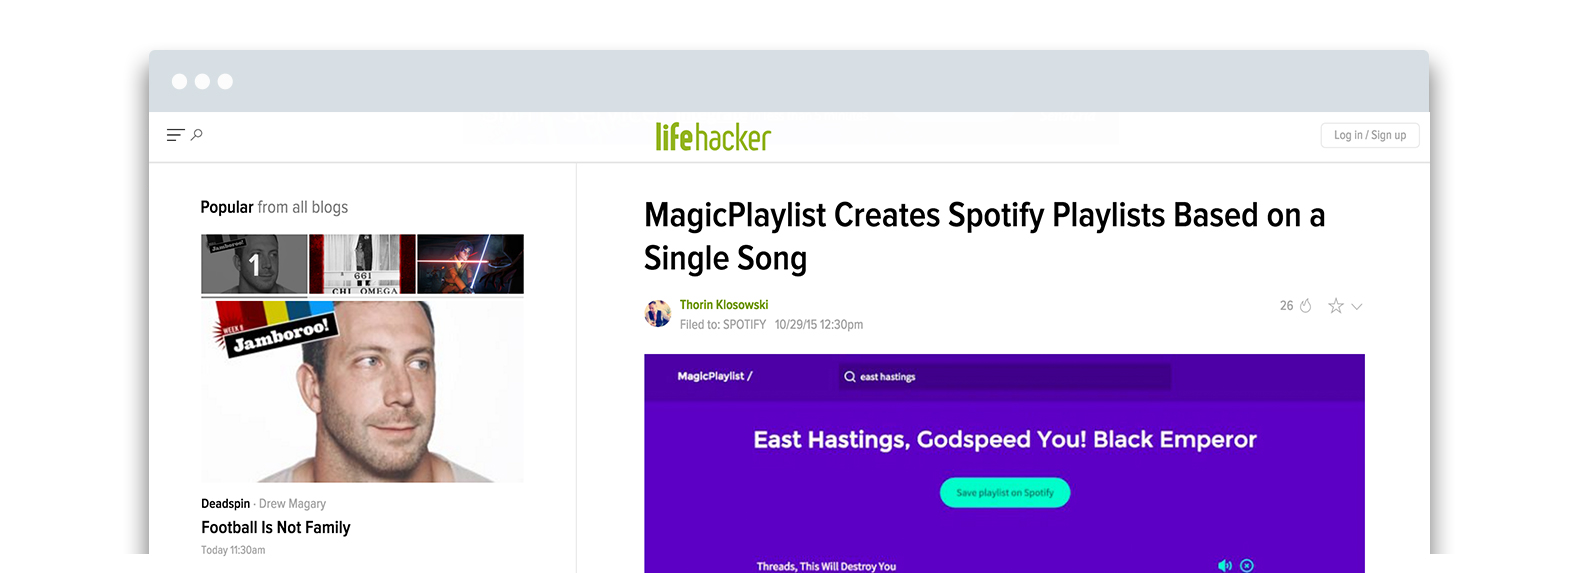 lifehacker
Log in / Sign up
Popular from all blogs
Jamboroo!
1
661
CHI OMEGA
WEEK 8
Jamboroo!
Deadspin · Drew Magary
Football Is Not Family
Today 11:30am
MagicPlaylist Creates Spotify Playlists Based on a
Single Song
Thorin Klosowski
Filed to: SPOTIFY 10/29/15 12:30pm
26
MagicPlaylist /
east hastings
East Hastings, Godspeed You! Black Emperor
Save playlist on Spotify
Threads, This Will Destroy You